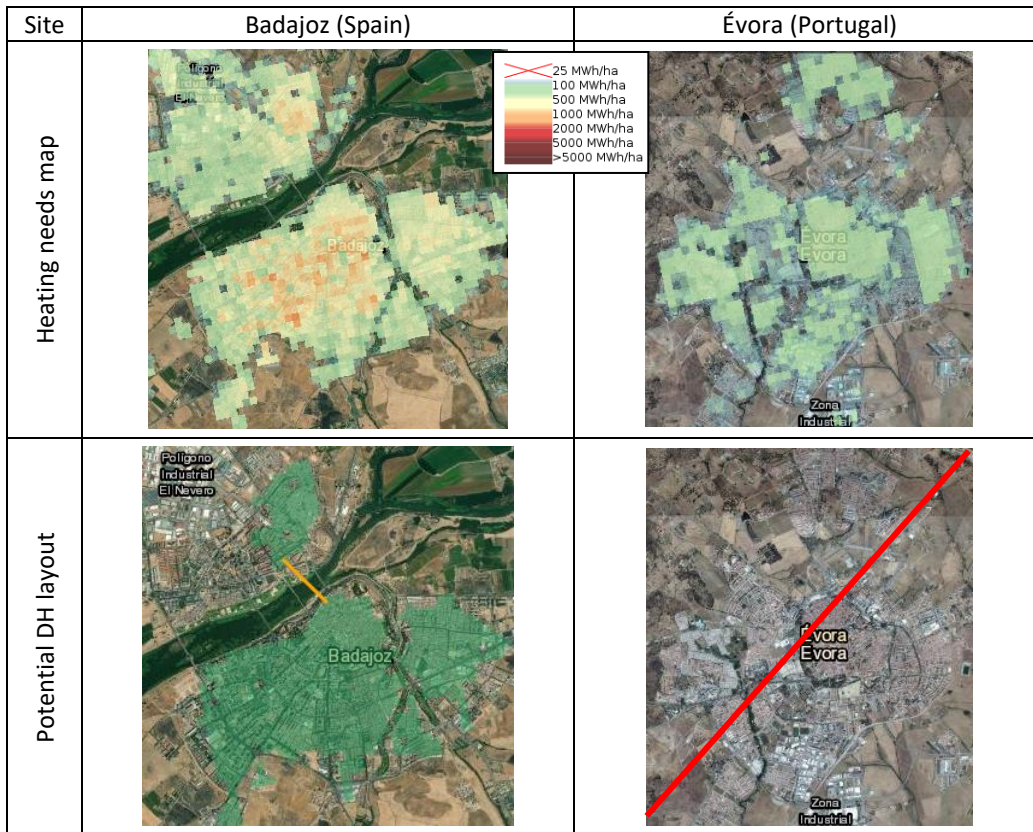 Site
Badajoz (Spain)
Évora (Portugal)
Heating needs map
Polígono
Industrial
El Nevero
Badajoz
25 MWh/ha
100 MWh/ha
500 MWh/ha
1000 MWh/ha
2000 MWh/ha
5000 MWh/ha
>5000 MWh/ha
Évora
Evora
Zona
Industrial
Potential DH layout
Polígono
Industrial
El Nevero
Badajoz
Évora
Evora
Zona
Industrial